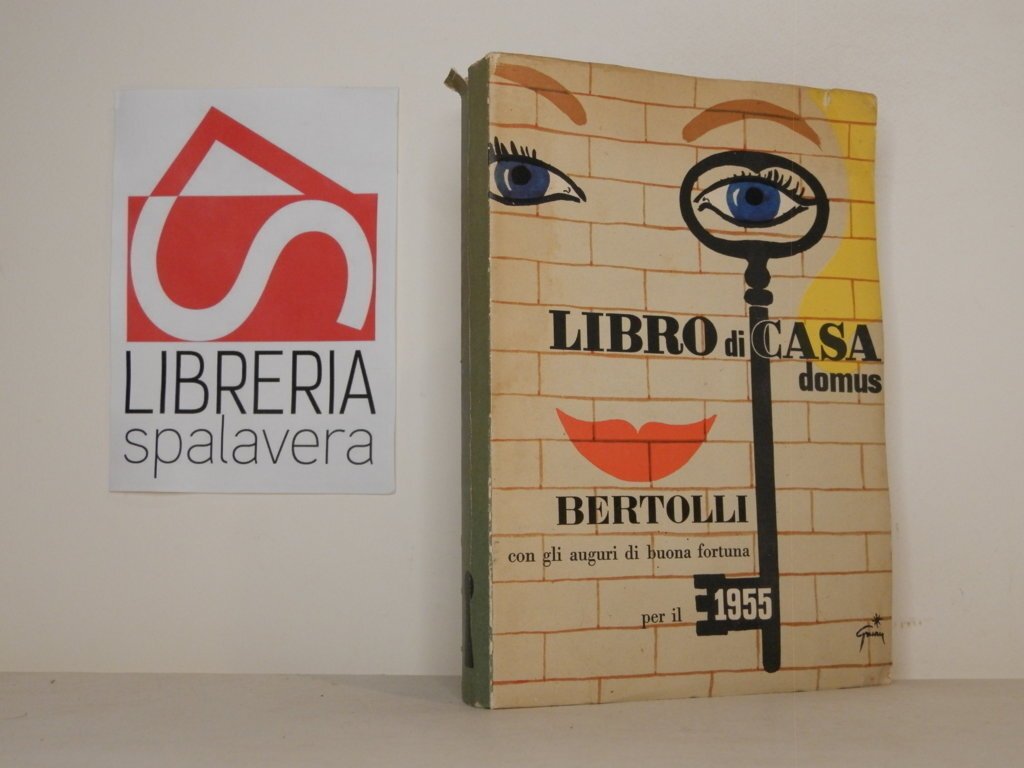 LIBRERIA
spalavera
LIBRO di CASA
domus
BERTOLLI
con gli auguri di buona fortuna
per il 1955